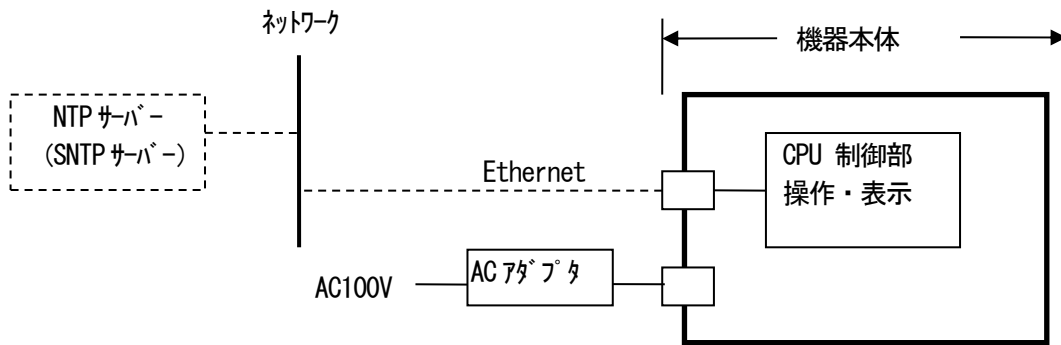 ﾈｯﾄﾜｰｸ
機器本体
NTP ｻｰﾊﾞｰ
(SNTP ｻｰﾊﾞｰ)
CPU 制御部
操作・表示
Ethernet
AC ｱﾀﾞﾌﾟﾀ
AC100V